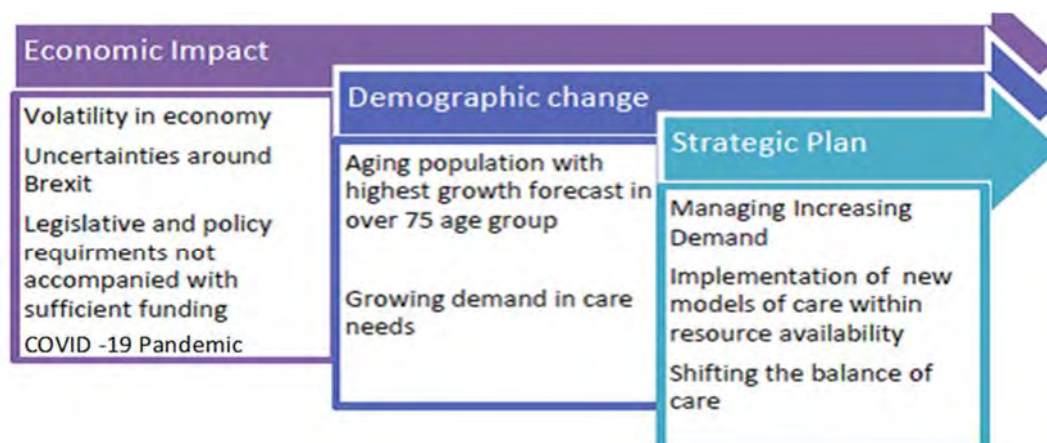 Economic Impact
Volatility in economy
Uncertainties around
Brexit
Legislative and policy
requirments not
accompanied with
sufficient funding
COVID -19 Pandemic
Demographic change
Aging population with
highest growth forecast in
over 75 age group
Growing demand in care
needs
Strategic Plan
Managing Increasing
Demand
Implementation of new
models of care within
resource availability
Shifting the balance of
care